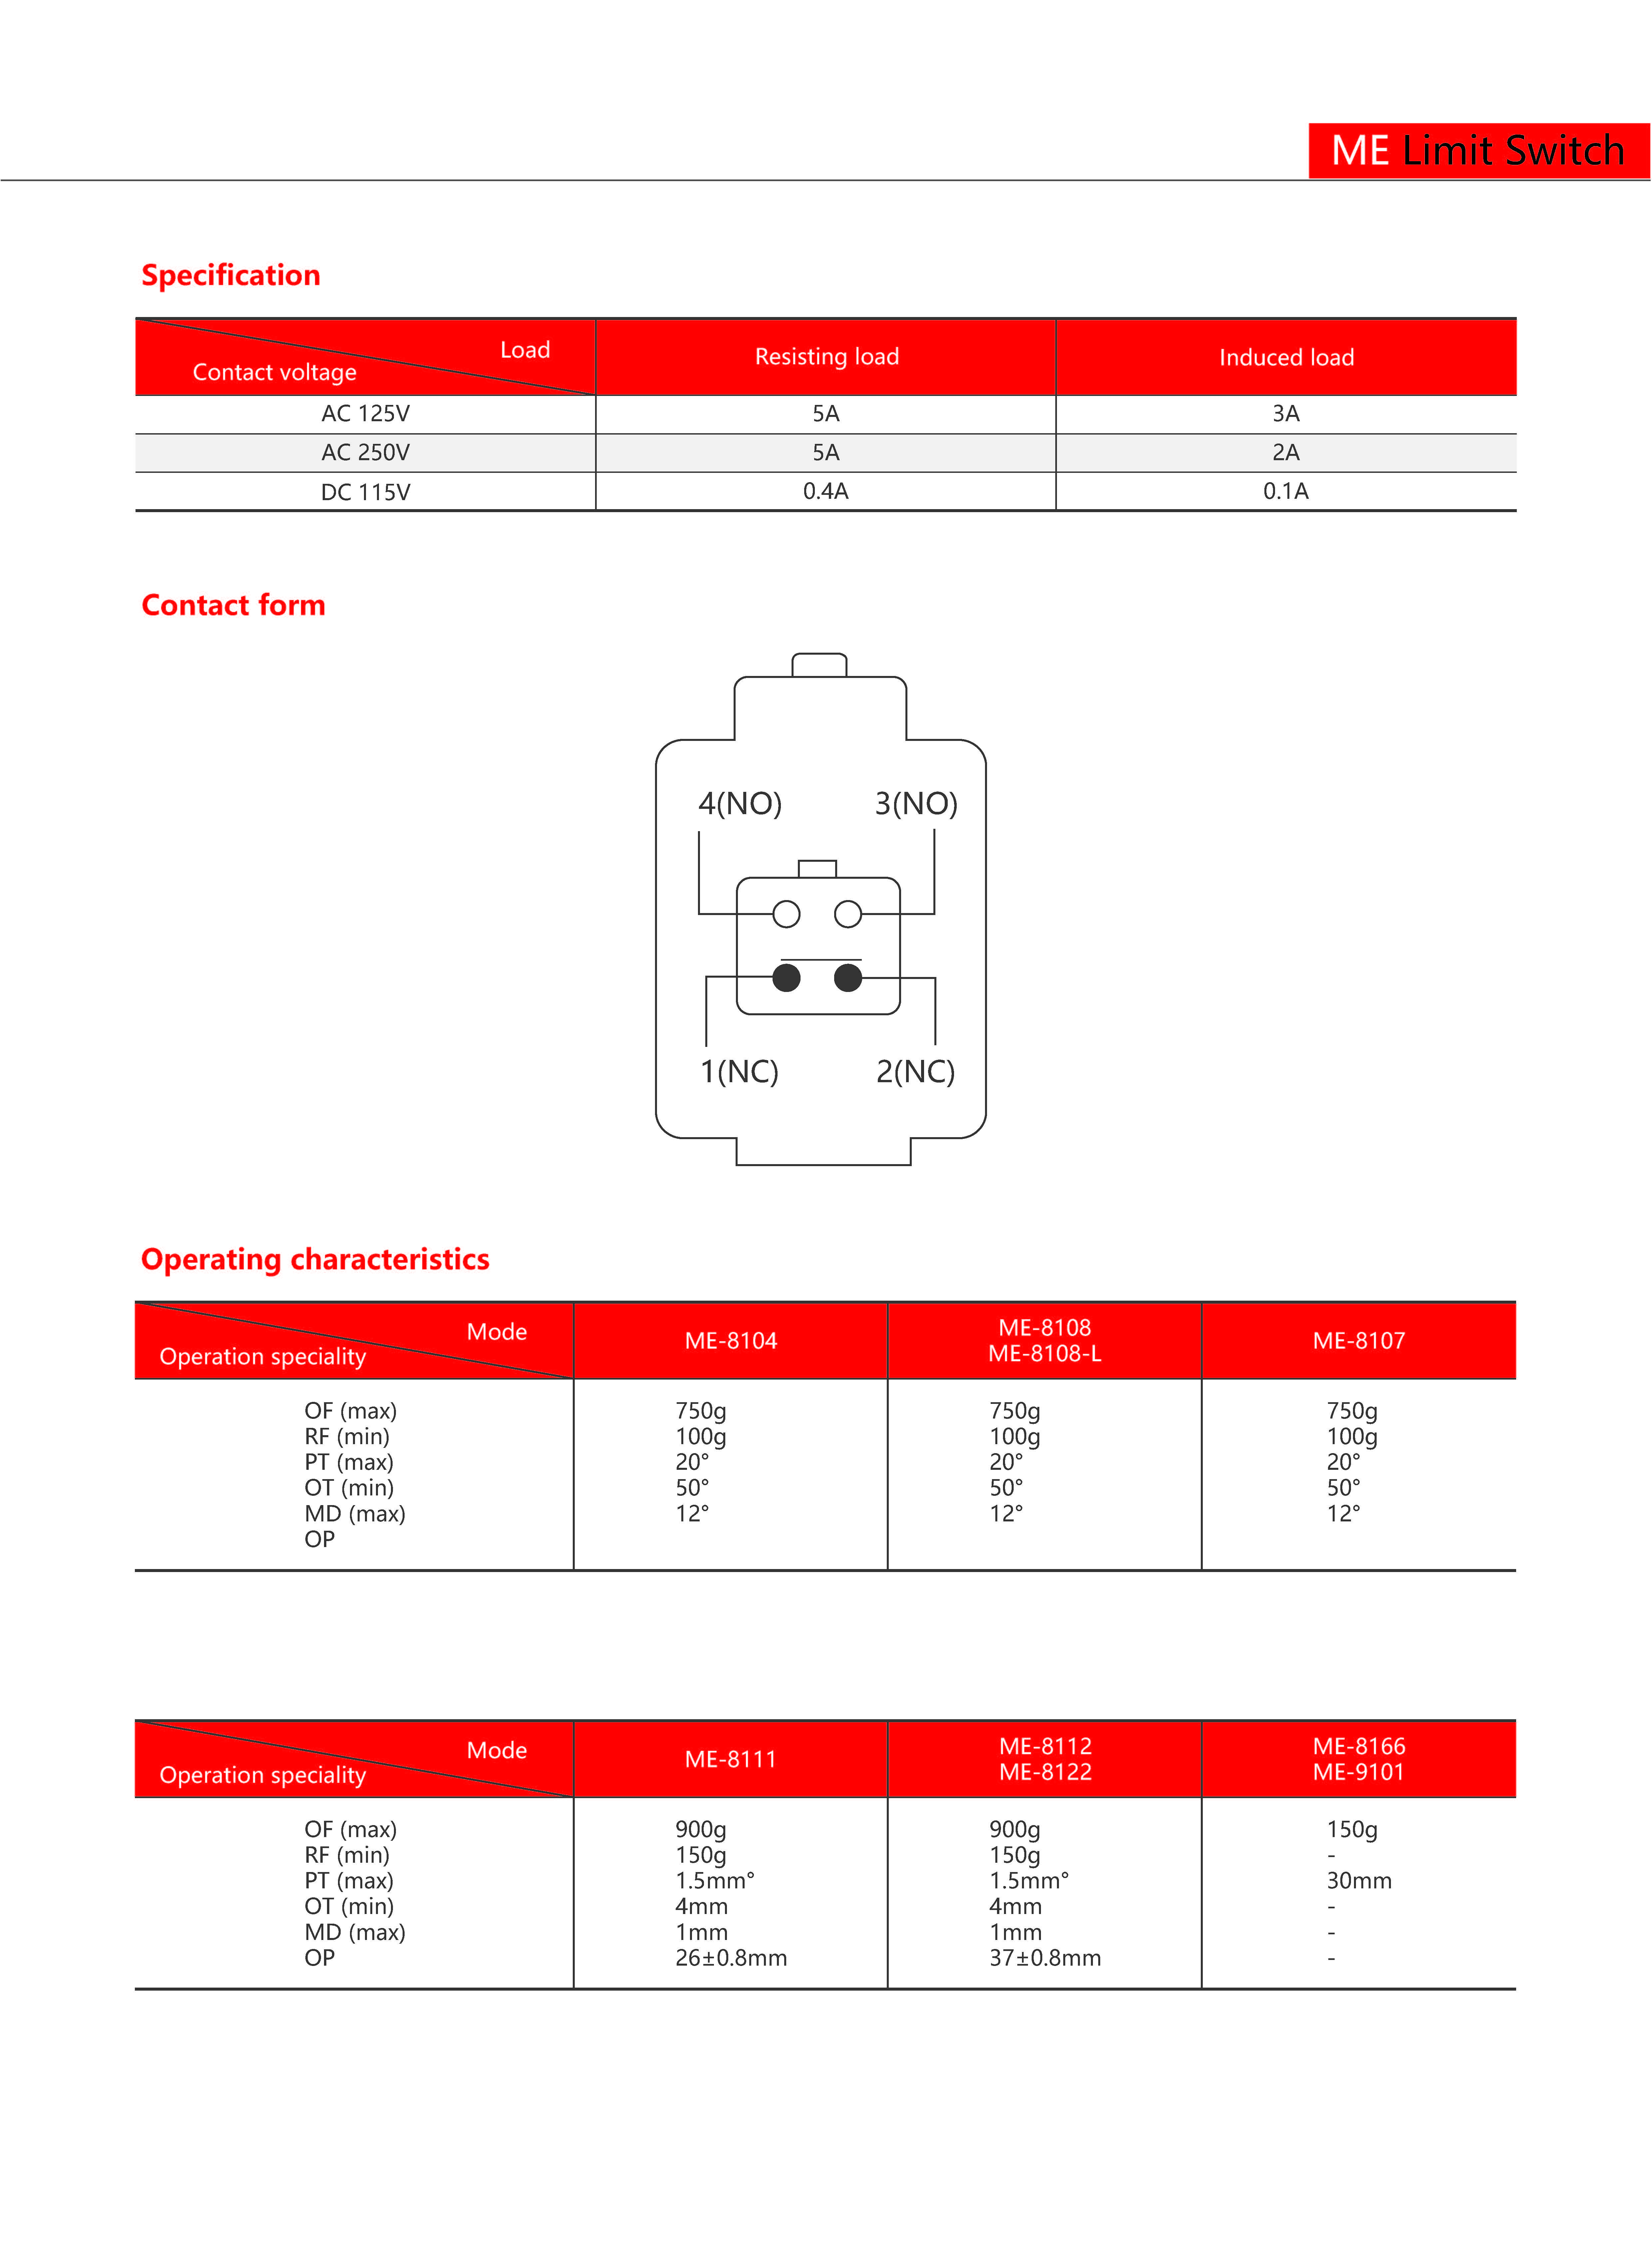 ME Limit Switch
Specification
Load
Contact voltage
Resisting load
Induced load
AC 125V 5A 3A
AC 250V 5A 2A
DC 115V 0.4A 0.1A
Contact form
4(NO) 3(NO)
1(NC) 2(NC)
Operating characteristics
Mode
Operation speciality
ME-8104
ME-8108
ME-8108-L
ME-8107
OF (max) 750g 750g 750g
RF (min) 100g 100g 100g
PT (max) 20° 20° 20°
OT (min) 50° 50° 50°
MD (max) 12° 12° 12°
OP
Mode
Operation speciality
ME-8111
ME-8112
ME-8122
ME-8166
ME-9101
OF (max) 900g 900g 150g
RF (min) 150g 150g -
PT (max) 1.5mm° 1.5mm° 30mm
OT (min) 4mm 4mm -
MD (max) 1mm 1mm -
OP 26±0.8mm 37±0.8mm -